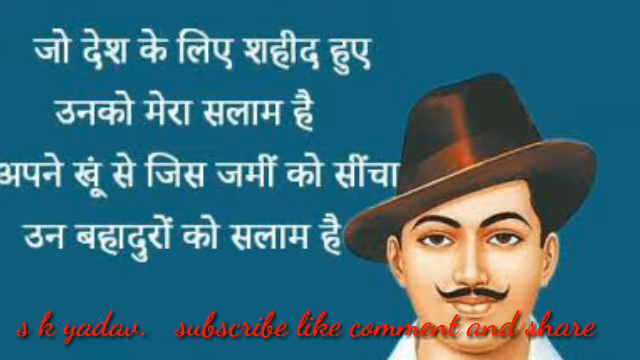 जो देश के लिए शहीद हुए
उनको मेरा सलाम है
अपने खूं से जिस जमीं को सींचा
उन बहादुरों को सलाम है
s k yadav. subscribe like comment and share